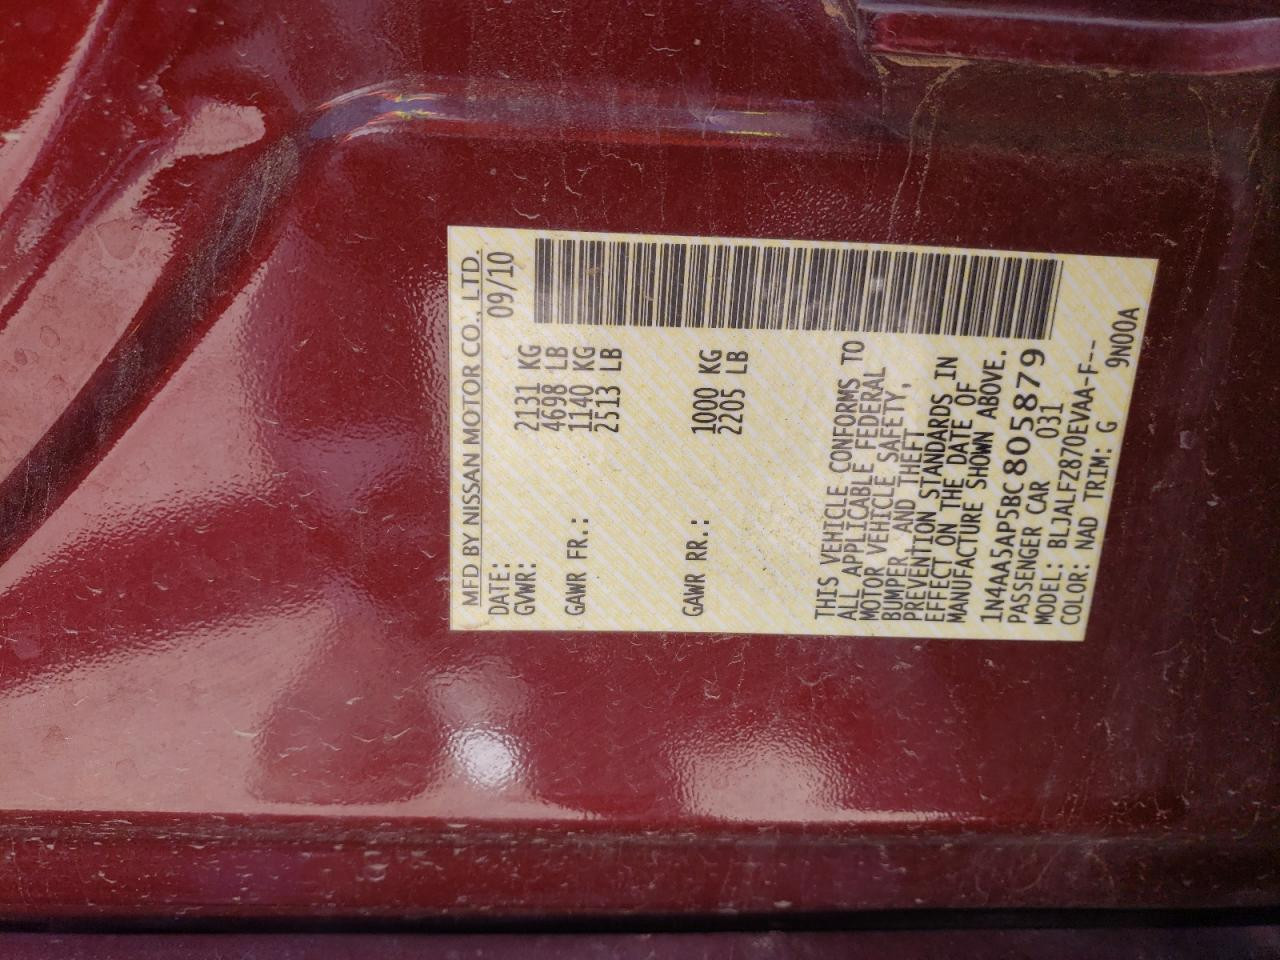 MFD BY NISSAN MOTOR CO., LTD.
DATE: 09/10
GVWR: 2131 KG
4698 LB
GAWR FR.: 1140 KG
2513 LB
GAWR RR.: 1000 KG
2205 LB
THIS VEHICLE CONFORMS TO
ALL APPLICABLE FEDERAL
MOTOR VEHICLE SAFETY,
BUMPER AND THEFT
PREVENTION STANDARDS IN
EFFECT ON THE DATE OF
MANUFACTURE SHOWN ABOVE.
1N4AA5AP5BC805879
PASSENGER CAR 031
MODEL: BLJALFZ870EVAA-F---
COLOR: NAD TRIM: G 9N00A